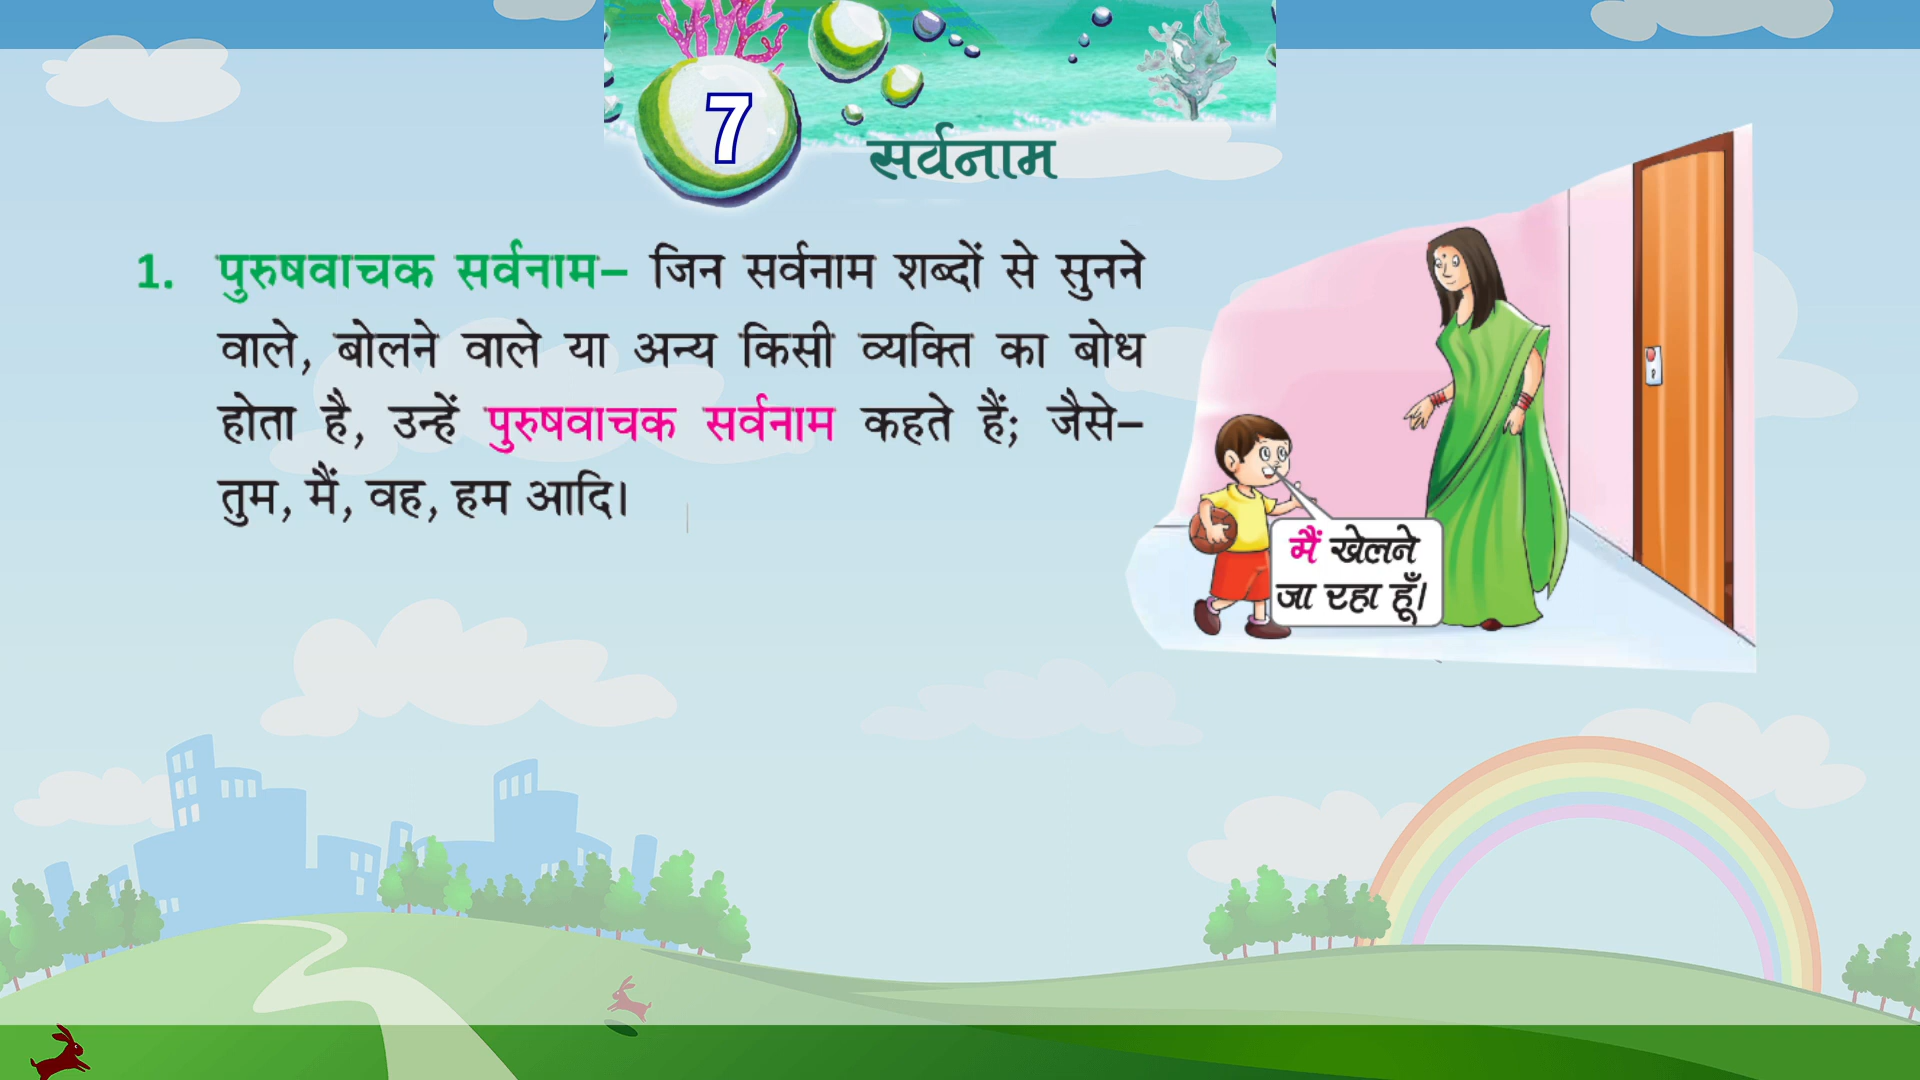 7
सर्वनाम
1. पुरुषवाचक सर्वनाम– जिन सर्वनाम शब्दों से सुनने
वाले, बोलने वाले या अन्य किसी व्यक्ति का बोध
होता है, उन्हें पुरुषवाचक सर्वनाम कहते हैं; जैसे–
तुम, मैं, वह, हम आदि।
मैं खेलने
जा रहा हूँ।